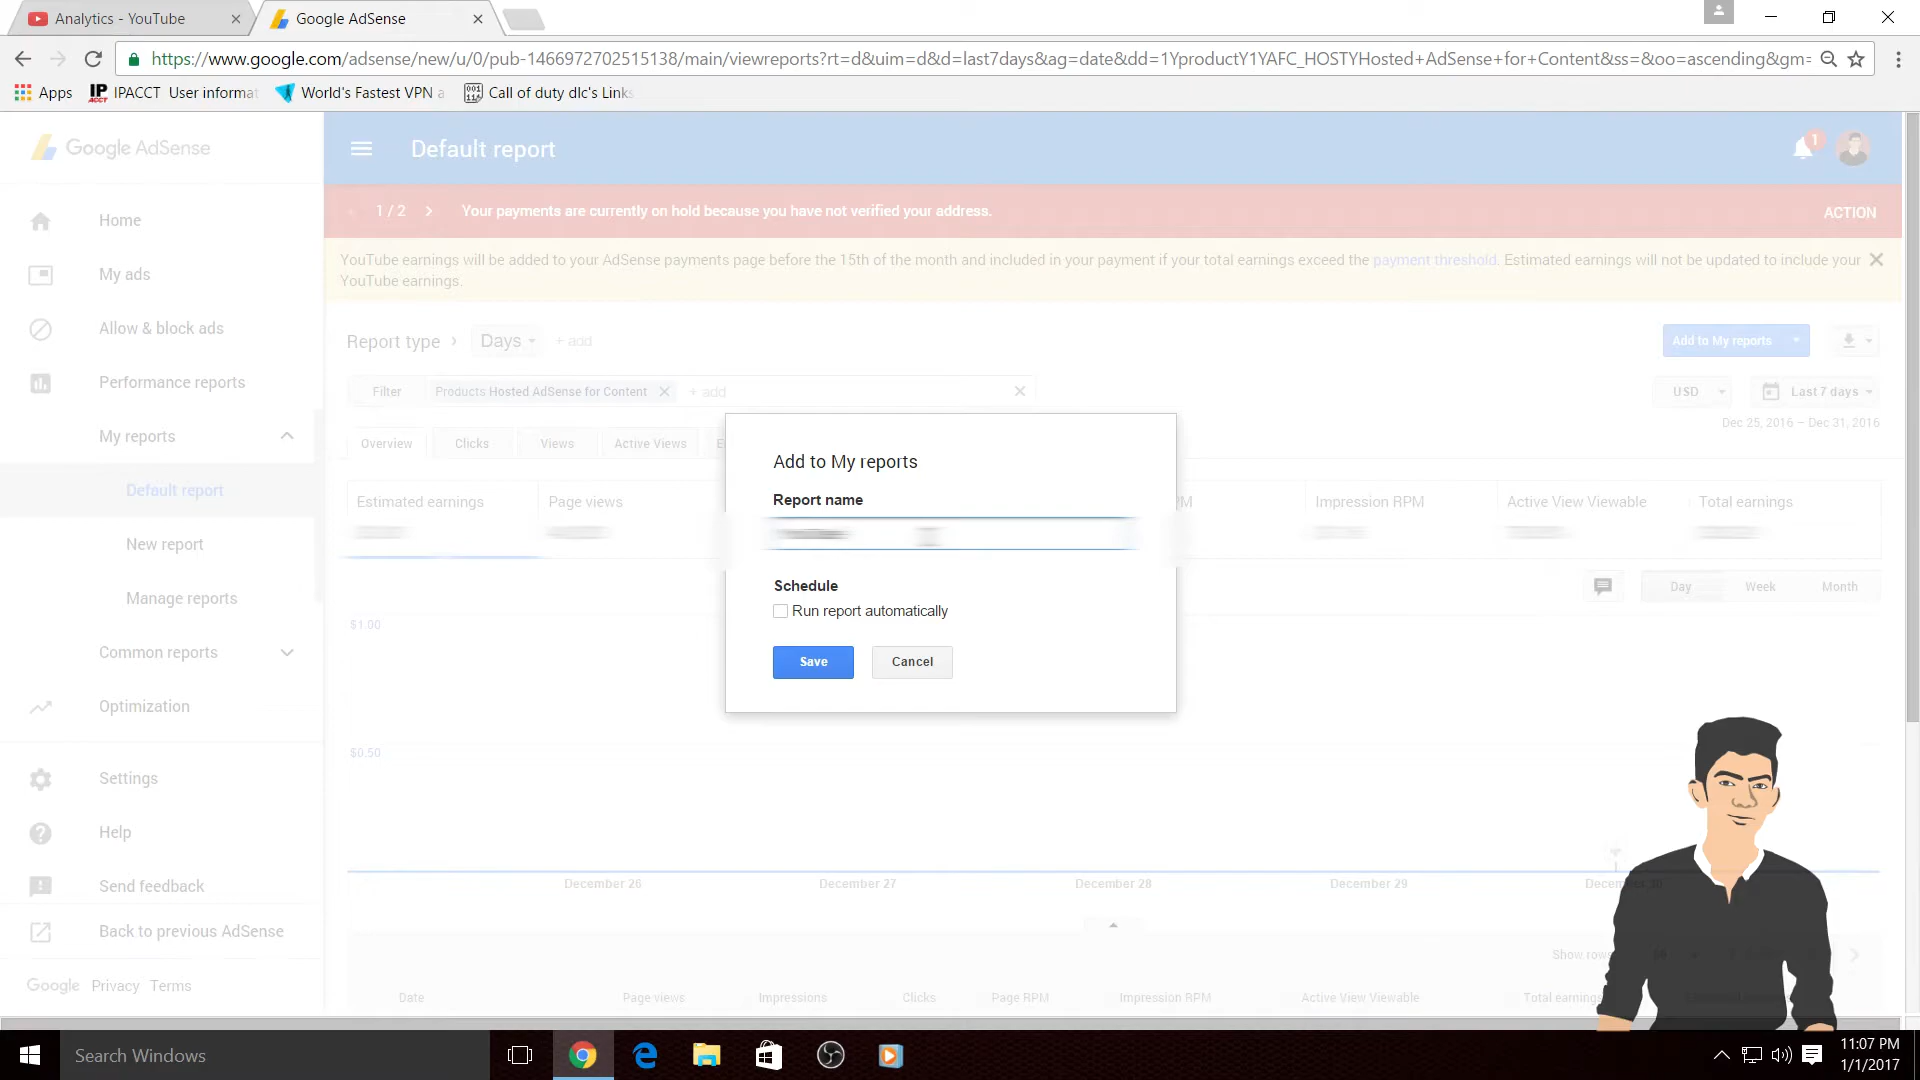 Analytics - YouTube
Google AdSense
https://www.google.com/adsense/new/u/0/pub-1466972702515138/main/viewreports?rt=d&uim=d&d=last7days&ag=date&dd=1YproductY1YAFC_HOSTYHosted+AdSense+for+Content&ss=&oo=ascending&gm=
Apps
IPACCT User informat
World's Fastest VPN a
Call of duty dlc's Links
Google AdSense
Default report
1
1 / 2
Your payments are currently on hold because you have not verified your address.
ACTION
YouTube earnings will be added to your AdSense payments page before the 15th of the month and included in your payment if your total earnings exceed the payment threshold. Estimated earnings will not be updated to include your
YouTube earnings.
Home
My ads
Allow & block ads
Performance reports
My reports
Default report
New report
Manage reports
Common reports
Optimization
Settings
Help
Send feedback
Back to previous AdSense
Google Privacy Terms
Report type
Days
+ add
Add to My reports
Filter
Products Hosted AdSense for Content
+ add
USD
Last 7 days
Dec 25, 2016 – Dec 31, 2016
Overview
Clicks
Views
Active Views
Estimated earnings
Page views
Impression RPM
Active View Viewable
Total earnings
Add to My reports
Report name
Schedule
Run report automatically
Save
Cancel
Day
Week
Month
$1.00
$0.50
December 26
December 27
December 28
December 29
December 30
Show rows
Date
Page views
Impressions
Clicks
Page RPM
Impression RPM
Active View Viewable
Total earnings
Search Windows
11:07 PM
1/1/2017